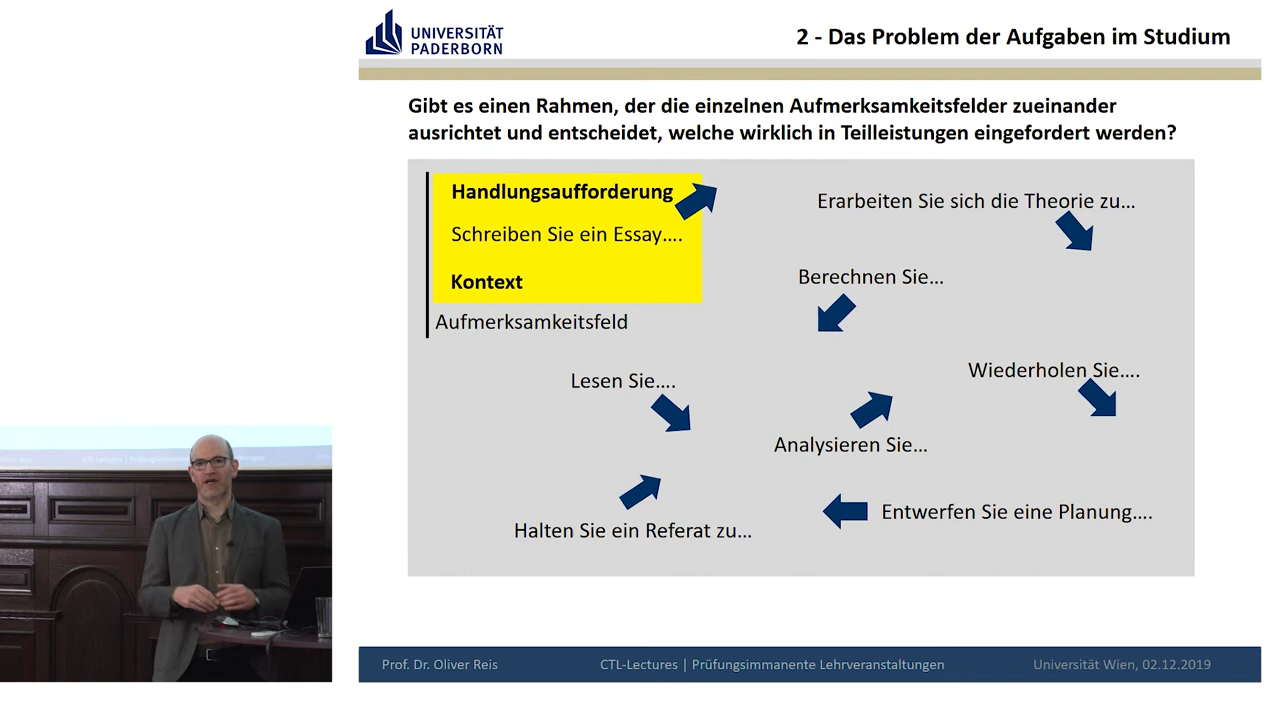 UNIVERSITÄT
PADERBORN
2 - Das Problem der Aufgaben im Studium
Gibt es einen Rahmen, der die einzelnen Aufmerksamkeitsfelder zueinander
ausrichtet und entscheidet, welche wirklich in Teilleistungen eingefordert werden?
Handlungsaufforderung
Schreiben Sie ein Essay….
Kontext
Aufmerksamkeitsfeld
Erarbeiten Sie sich die Theorie zu…
Berechnen Sie…
Lesen Sie….
Wiederholen Sie….
Analysieren Sie…
Halten Sie ein Referat zu…
Entwerfen Sie eine Planung….
Prof. Dr. Oliver Reis
CTL-Lectures | Prüfungsimmanente Lehrveranstaltungen
Universität Wien, 02.12.2019